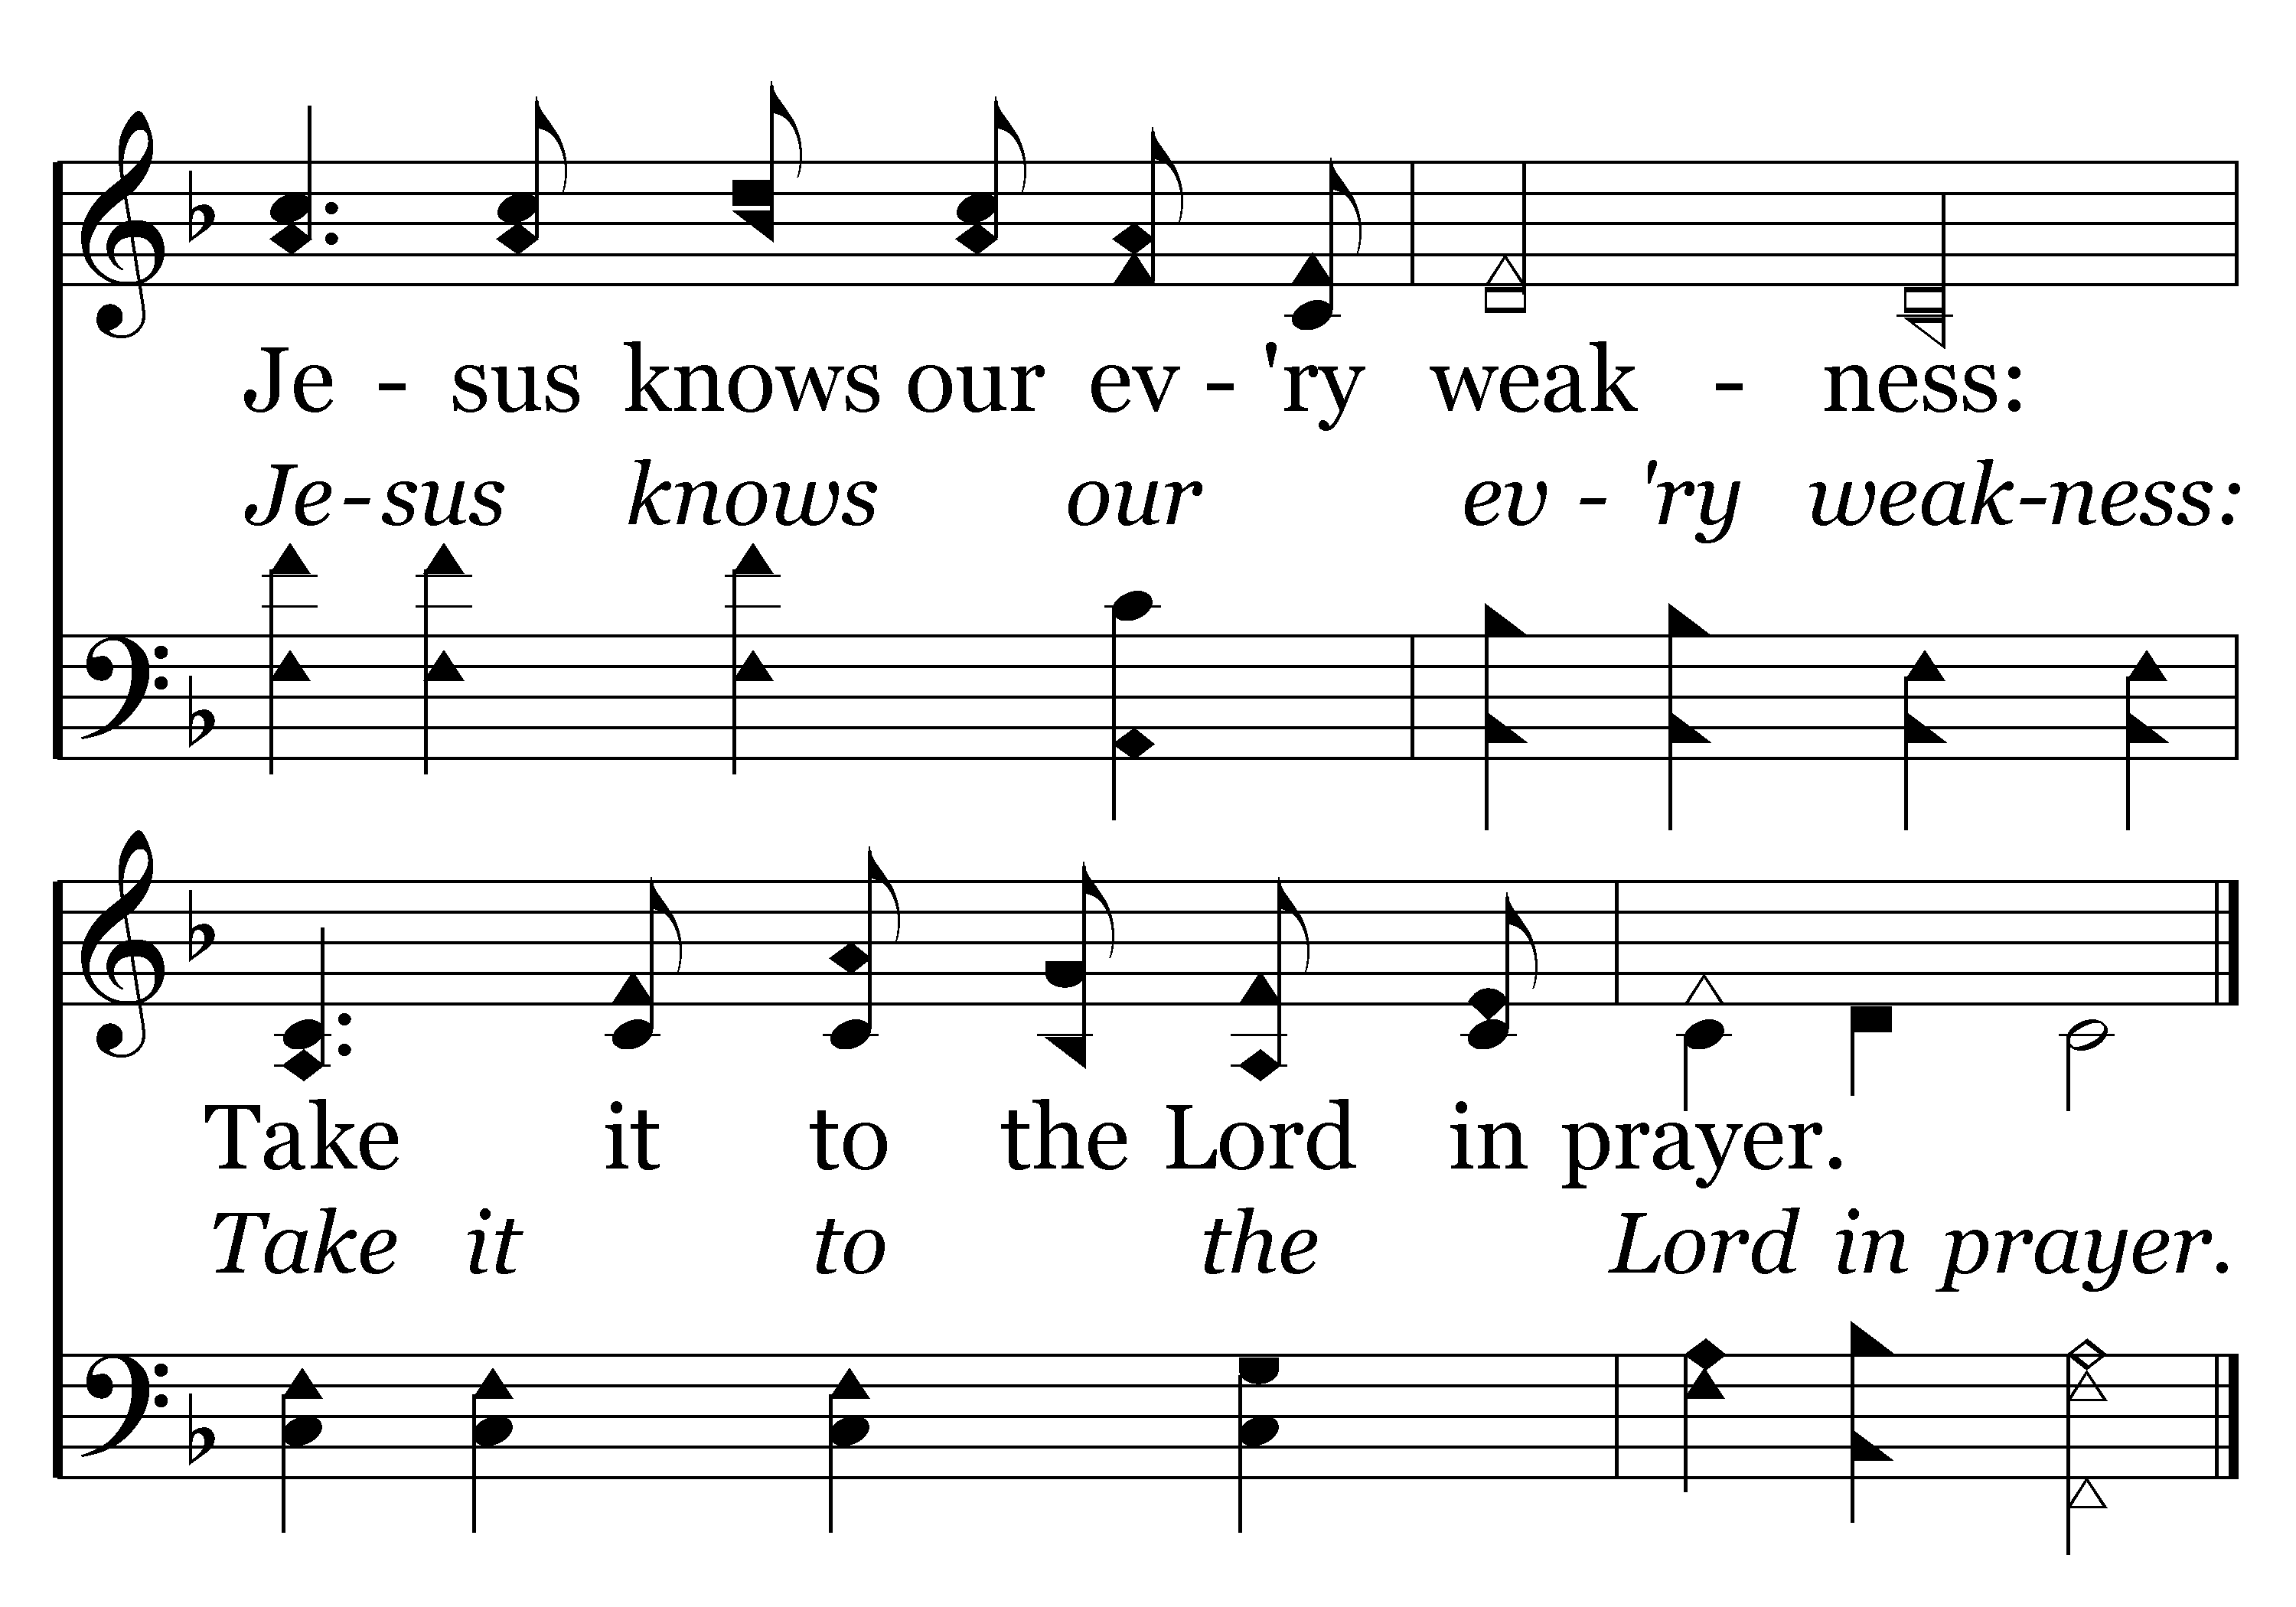 Je - sus knows our ev - 'ry weak - ness:
Je-sus knows our ev - 'ry weak-ness:
Take it to the Lord in prayer.
Take it to the Lord in prayer.